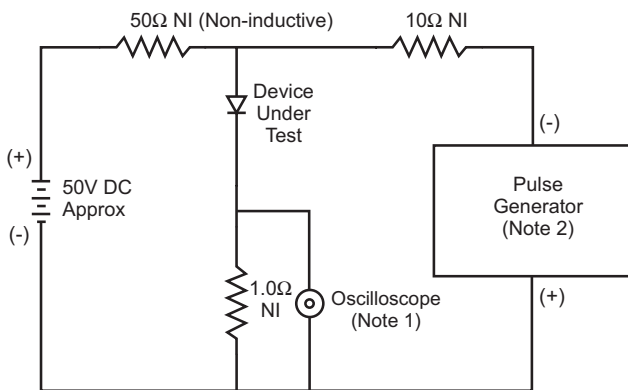 50Ω NI (Non-inductive)
10Ω NI
Device
Under
Test
(-)
(+)
50V DC
Approx
(-)
Pulse
Generator
(Note 2)
1.0Ω
NI
Oscilloscope
(Note 1)
(+)